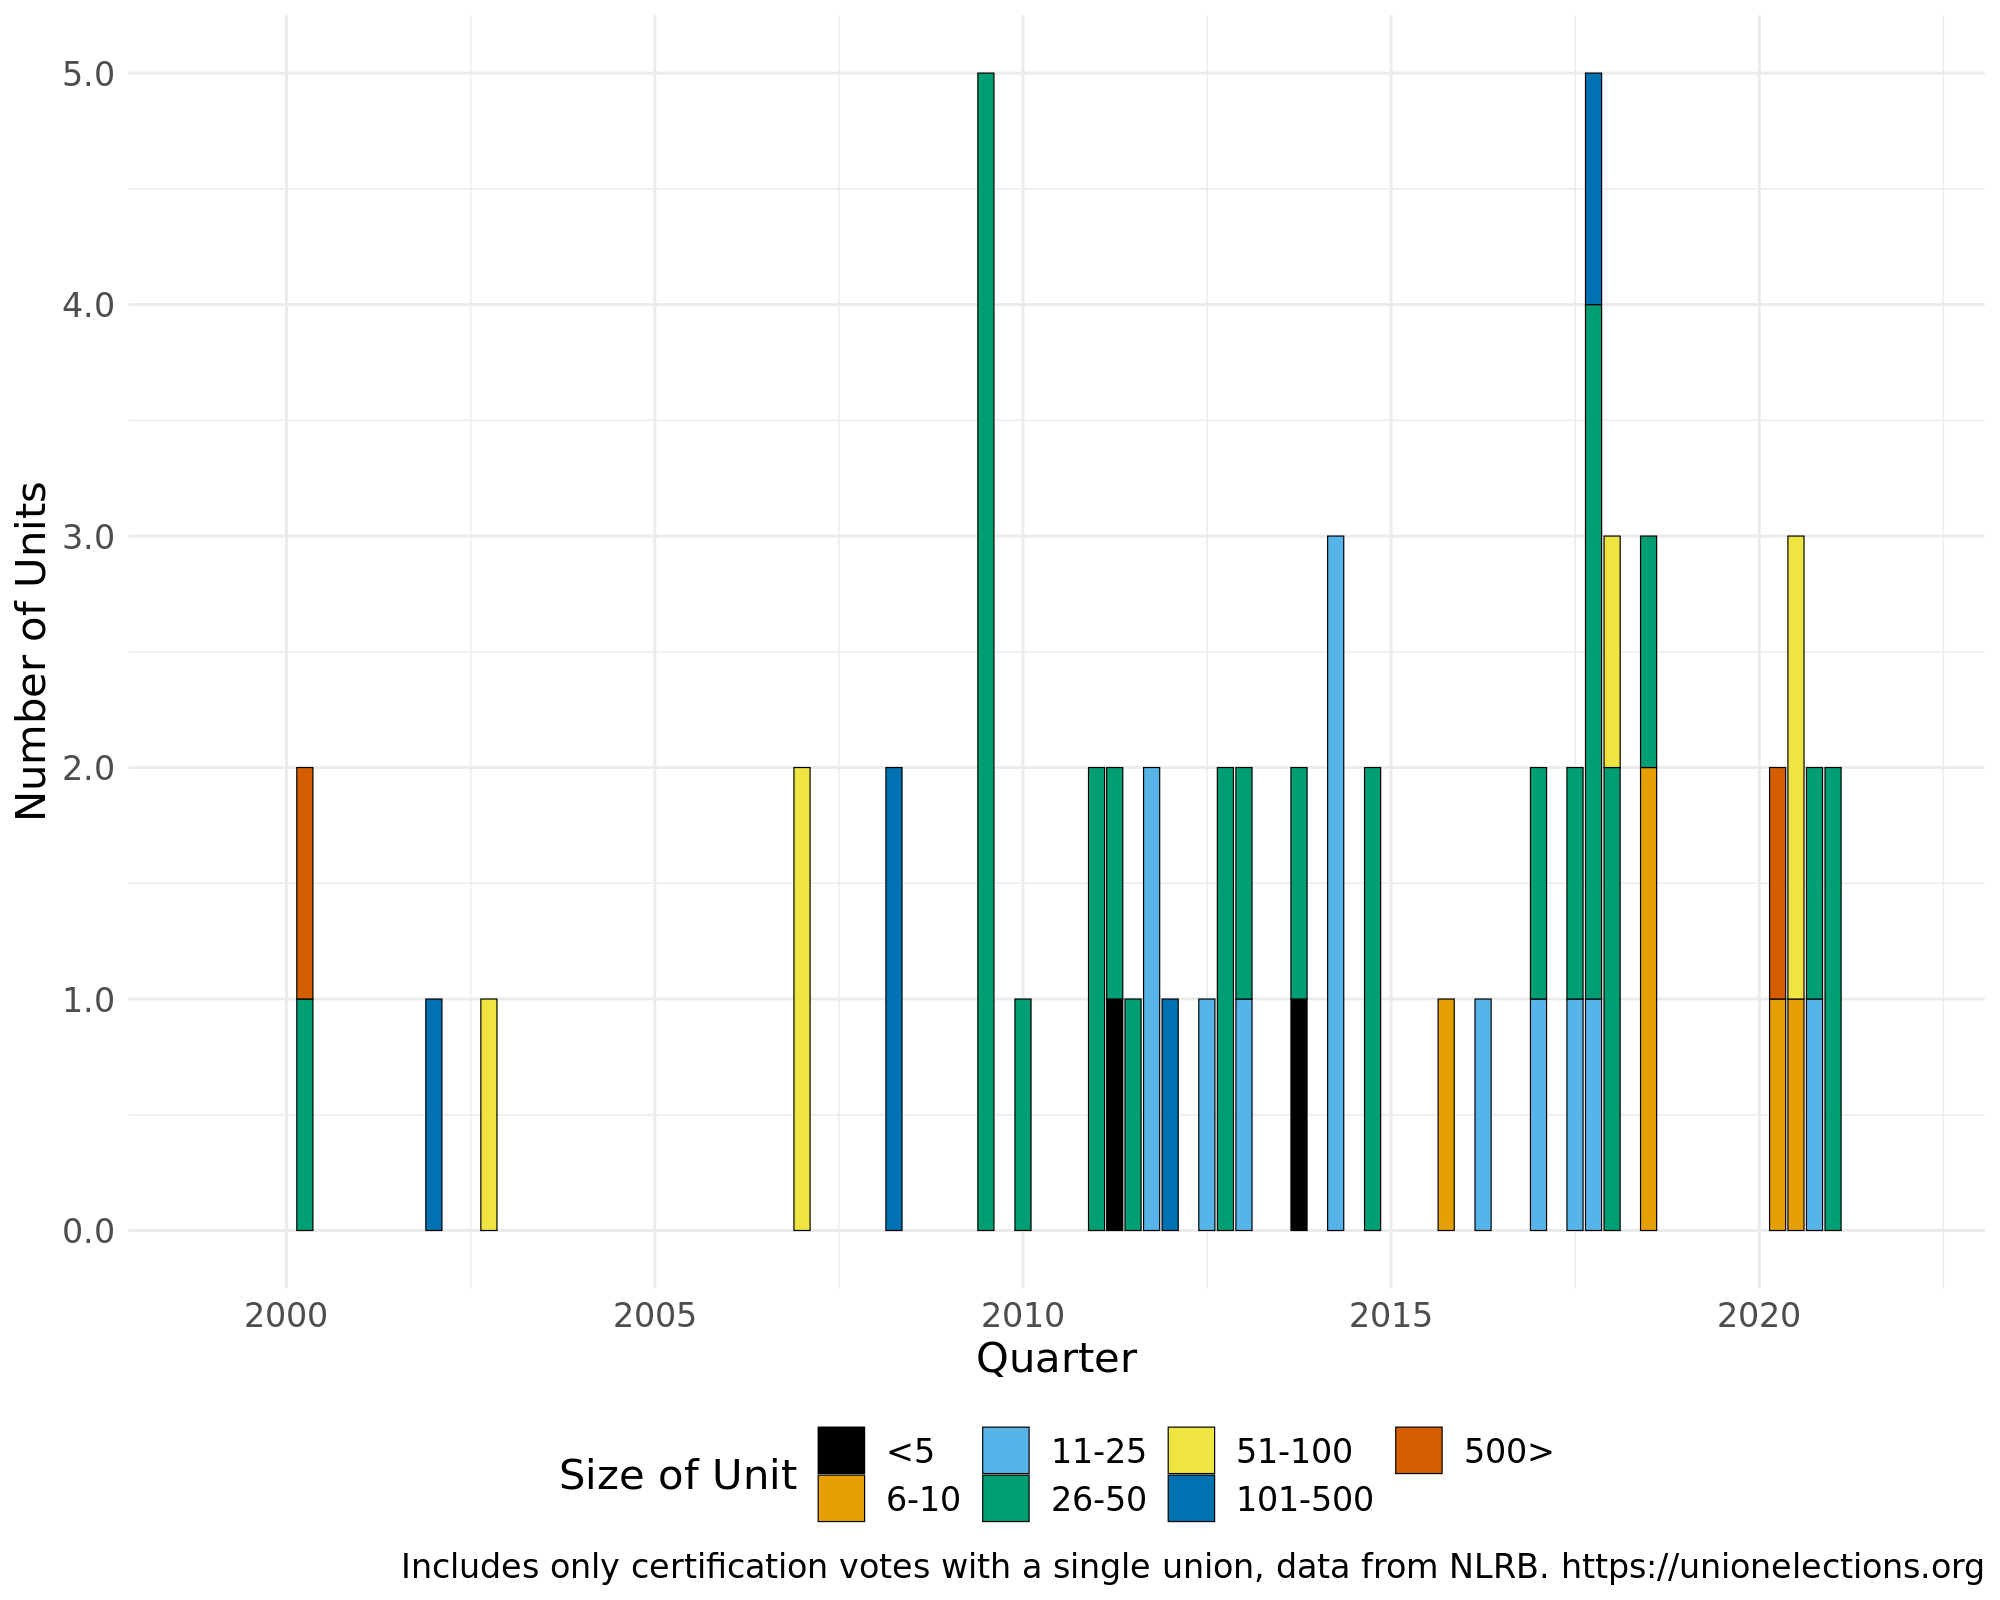 5.0
4.0
3.0
2.0
1.0
0.0
Number of Units
2000 2005 2010 2015 2020
Quarter
Size of Unit
<5 11-25 51-100 500>
6-10 26-50 101-500
Includes only certification votes with a single union, data from NLRB. https://unionelections.org